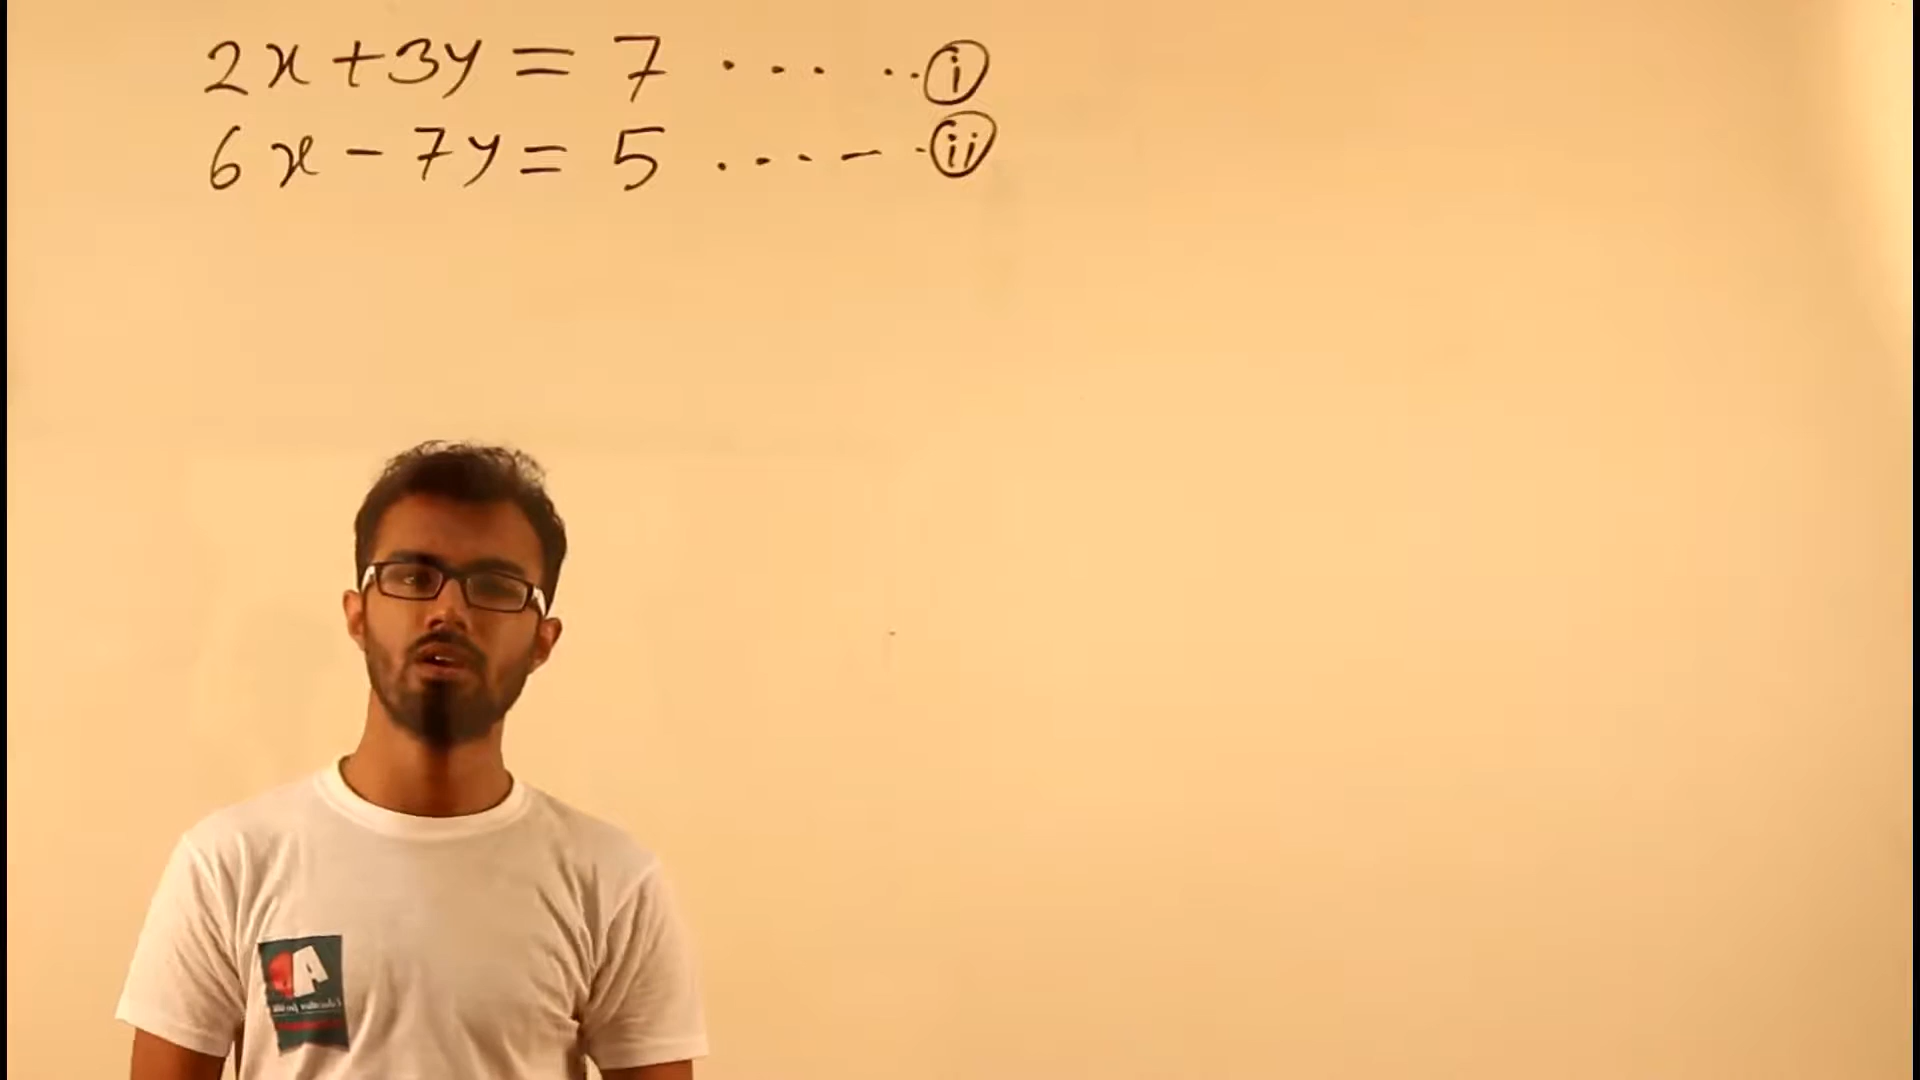 2x+3y = 7 ..... (i)
6x-7y = 5 ..... (ii)